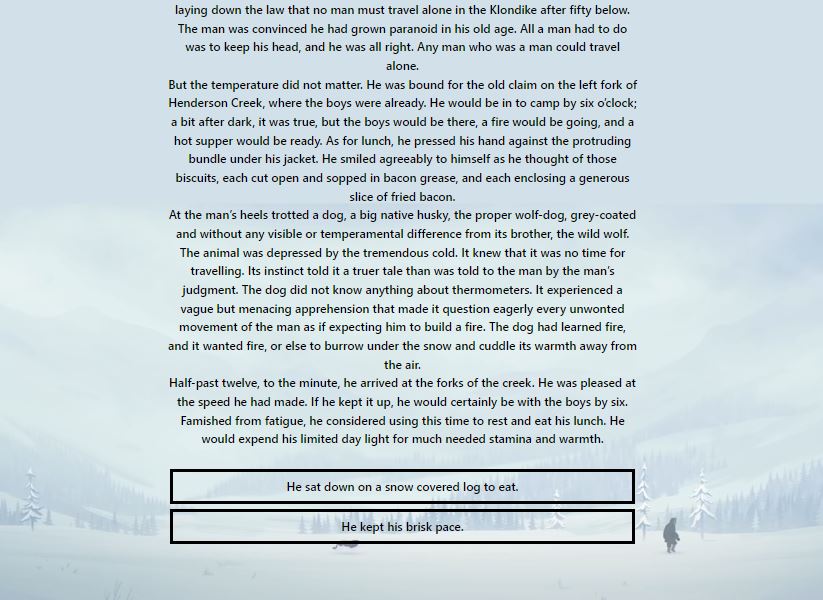 laying down the law that no man must travel alone in the Klondike after fifty below.
The man was convinced he had grown paranoid in his old age. All a man had to do
was to keep his head, and he was all right. Any man who was a man could travel
alone.
But the temperature did not matter. He was bound for the old claim on the left fork of
Henderson Creek, where the boys were already. He would be in to camp by six o'clock;
a bit after dark, it was true, but the boys would be there, a fire would be going, and a
hot supper would be ready. As for lunch, he pressed his hand against the protruding
bundle under his jacket. He smiled agreeably to himself as he thought of those
biscuits, each cut open and sopped in bacon grease, and each enclosing a generous
slice of fried bacon.
At the man's heels trotted a dog, a big native husky, the proper wolf-dog, grey-coated
and without any visible or temperamental difference from its brother, the wild wolf.
The animal was depressed by the tremendous cold. It knew that it was no time for
travelling. Its instinct told it a truer tale than was told to the man by the man's
judgment. The dog did not know anything about thermometers. It experienced a
vague but menacing apprehension that made it question eagerly every unwonted
movement of the man as if expecting him to build a fire. The dog had learned fire,
and it wanted fire, or else to burrow under the snow and cuddle its warmth away from
the air.
Half-past twelve, to the minute, he arrived at the forks of the creek. He was pleased at
the speed he had made. If he kept it up, he would certainly be with the boys by six.
Famished from fatigue, he considered using this time to rest and eat his lunch. He
would expend his limited day light for much needed stamina and warmth.
He sat down on a snow covered log to eat.
He kept his brisk pace.